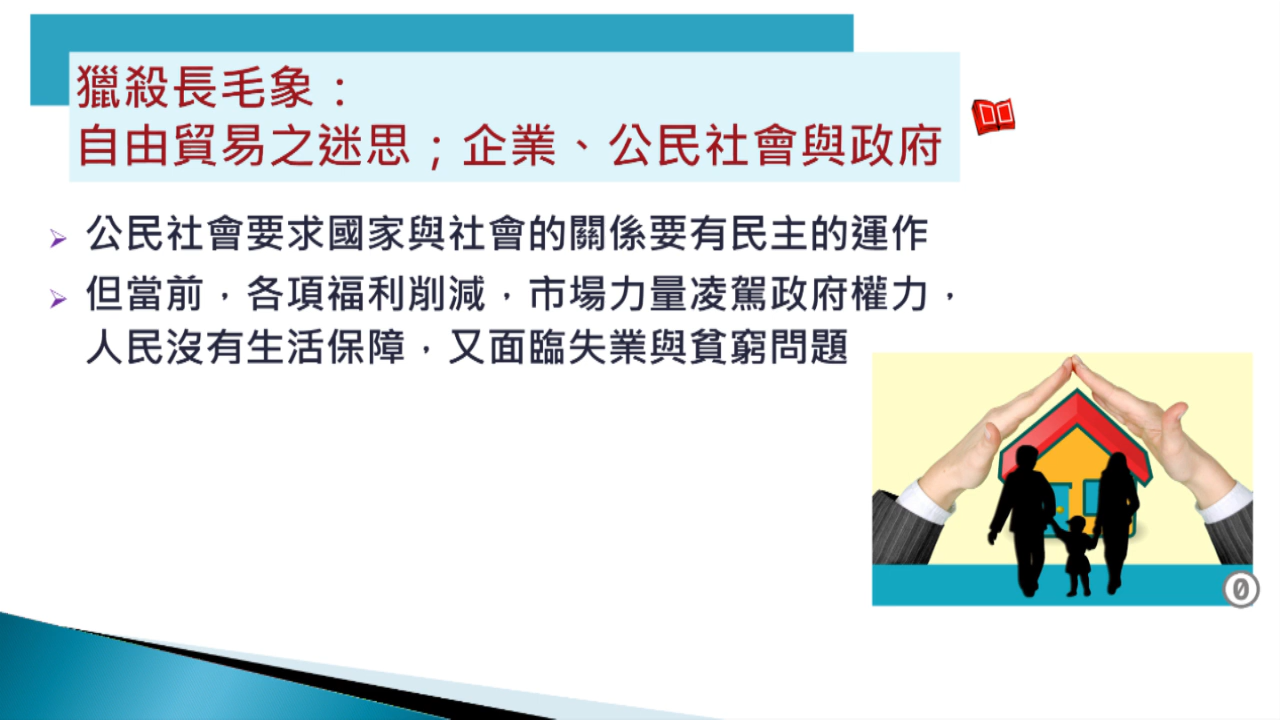 獵殺長毛象：
自由貿易之迷思；企業、公民社會與政府
公民社會要求國家與社會的關係要有民主的運作
但當前，各項福利削減，市場力量凌駕政府權力，
人民沒有生活保障，又面臨失業與貧窮問題